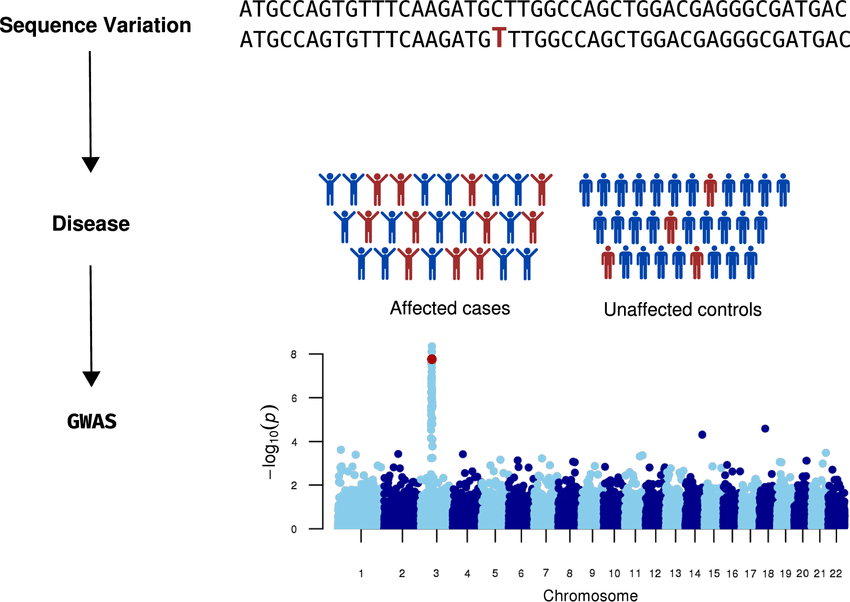 ATGCCAGTGTTTCAAGATGCTTGGCCAGCTGGACGAGGGCGATGAC
Sequence Variation
ATGCCAGTGTTTCAAGATGTTTGGCCAGCTGGACGAGGGCGATGAC
Disease
Affected cases
Unaffected controls
GWAS
−log10(p)
8
6
4
2
0
1 2 3 4 5 6 7 8 9 10 11 12 13 14 15 16 17 18 19 20 21 22
Chromosome